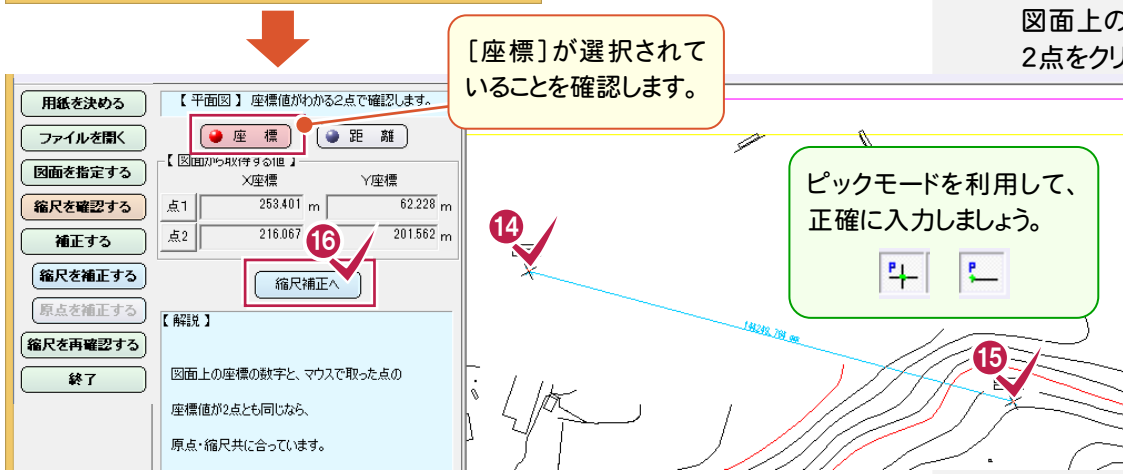 図面上の
2点をクリ
[座標]が選択されて
いることを確認します。
用紙を決める
ファイルを開く
図面を指定する
縮尺を確認する
補正する
縮尺を補正する
原点を補正する
縮尺を再確認する
終了
【 平面図 】 座標値がわかる2点で確認します。
座 標
距 離
【 図面から取得する値 】
X座標 Y座標
点1 253.401 m 62.228 m
点2 216.067 201.562 m
16
縮尺補正へ
【 解説 】
図面上の座標の数字と、マウスで取った点の
座標値が2点とも同じなら、
原点・縮尺共に合っています。
ピックモードを利用して、
正確に入力しましょう。
P
P
14
144249.764 mm
15